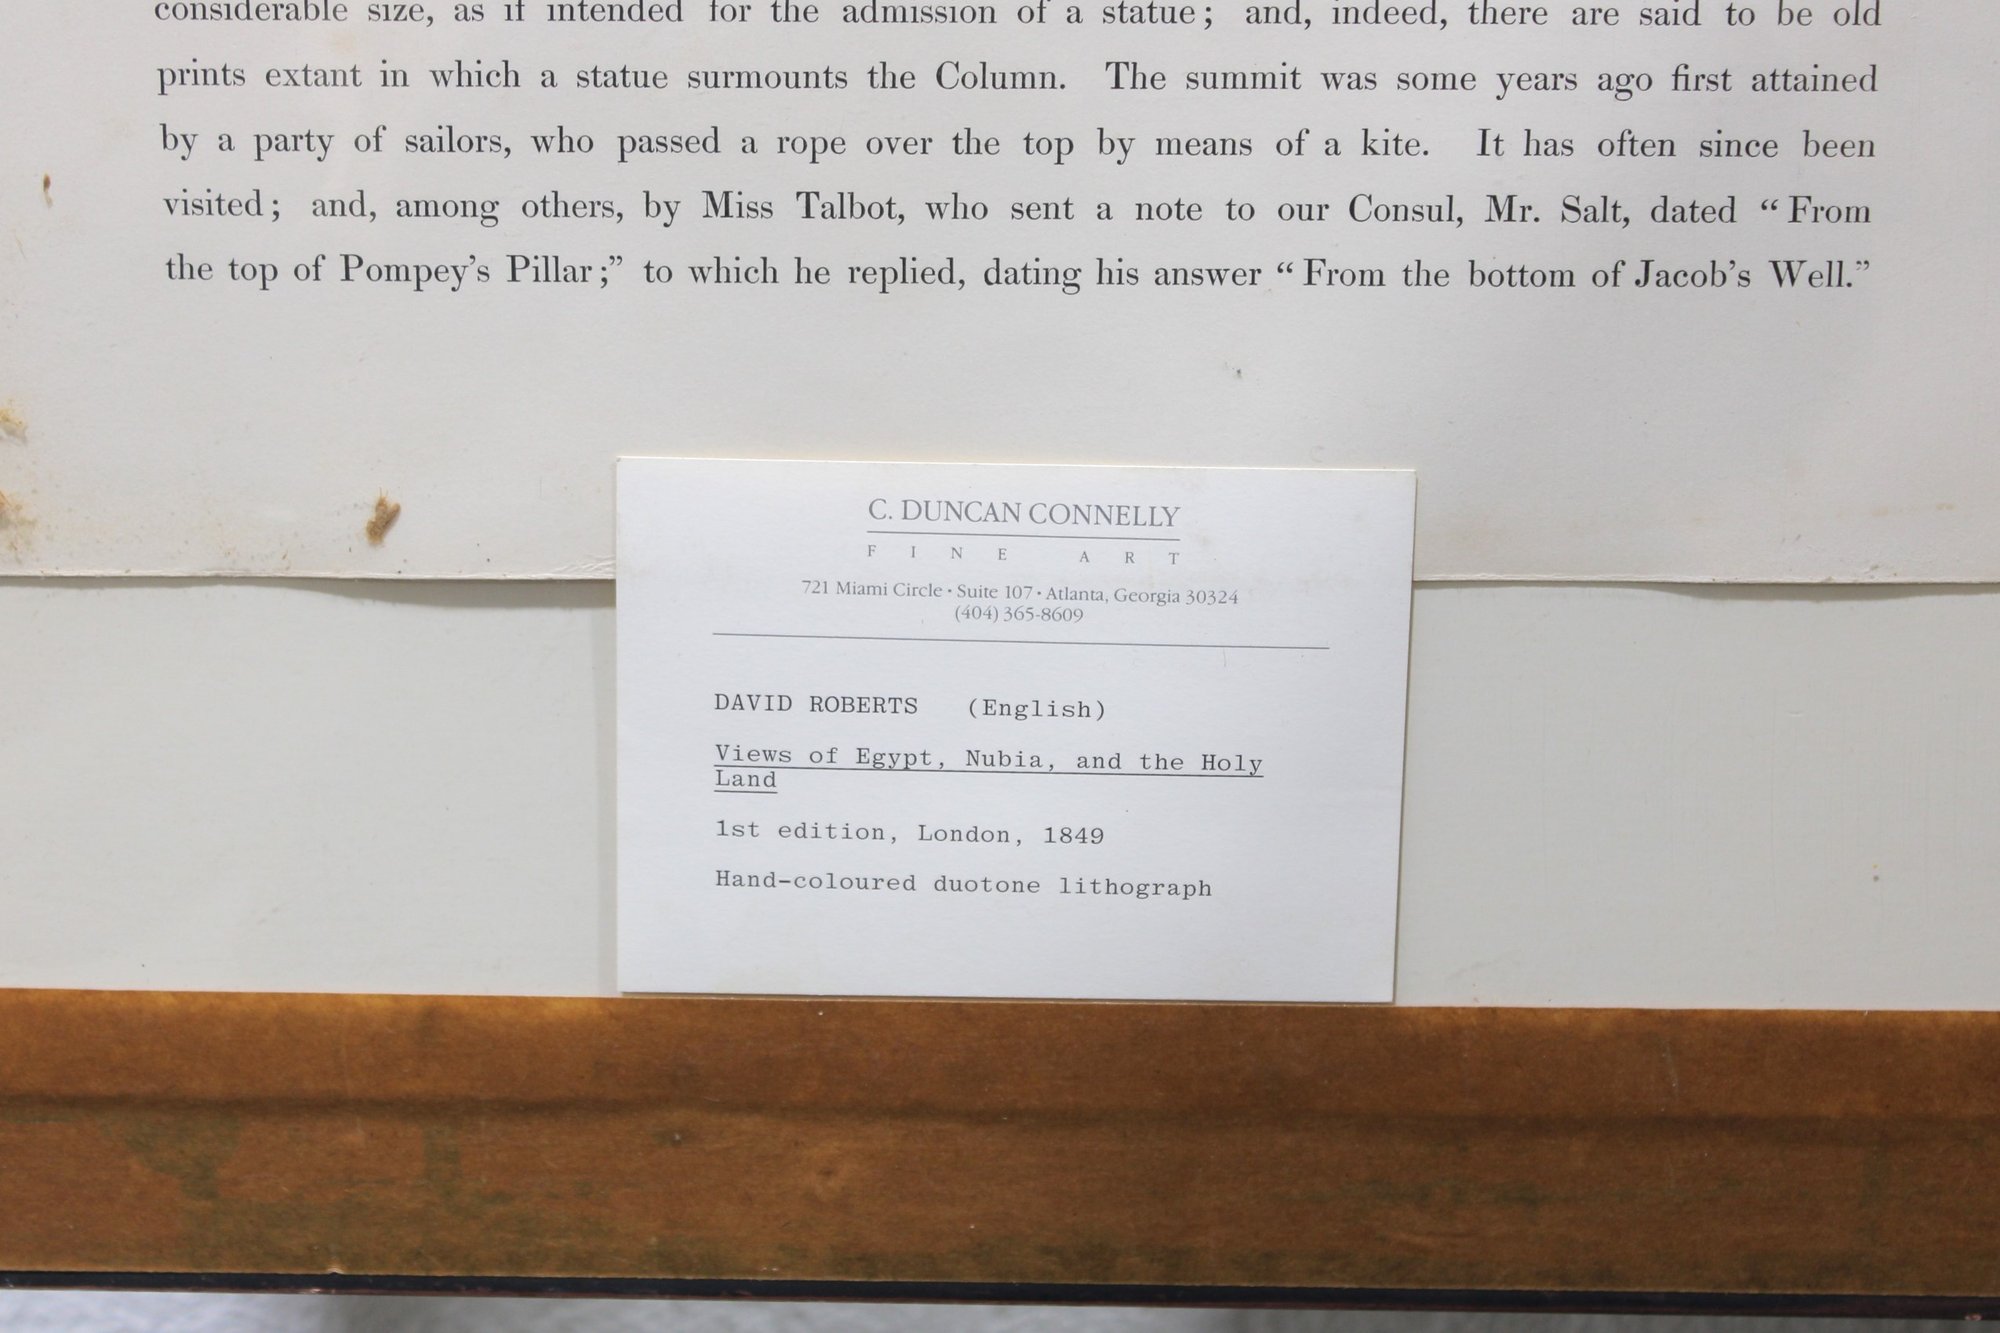 considerable size, as if intended for the admission of a statue; and, indeed, there are said to be old
prints extant in which a statue surmounts the Column. The summit was some years ago first attained
by a party of sailors, who passed a rope over the top by means of a kite. It has often since been
visited; and, among others, by Miss Talbot, who sent a note to our Consul, Mr. Salt, dated “From
the top of Pompey’s Pillar;” to which he replied, dating his answer “From the bottom of Jacob’s Well.”
C. DUNCAN CONNELLY
FINE ART
721 Miami Circle • Suite 107 • Atlanta, Georgia 30324
(404) 365-8609
DAVID ROBERTS (English)
Views of Egypt, Nubia, and the Holy
Land
1st edition, London, 1849
Hand-coloured duotone lithograph